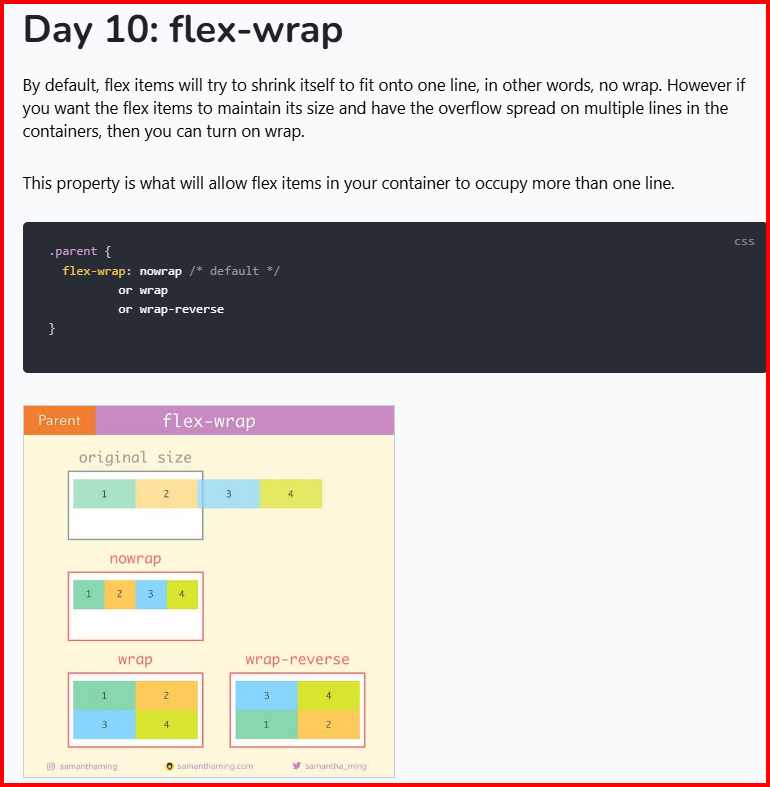 Day 10: flex-wrap
By default, flex items will try to shrink itself to fit onto one line, in other words, no wrap. However if
you want the flex items to maintain its size and have the overflow spread on multiple lines in the
containers, then you can turn on wrap.
This property is what will allow flex items in your container to occupy more than one line.
css
.parent {
  flex-wrap: nowrap /* default */
          or wrap
          or wrap-reverse
}
Parent flex-wrap
original size
1 2 3 4
nowrap
1 2 3 4
wrap wrap-reverse
1 2 3 4
3 4 1 2
samanthaming samanthaming.com samantha_ming